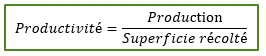 Productivité = Production / Superficie récolté